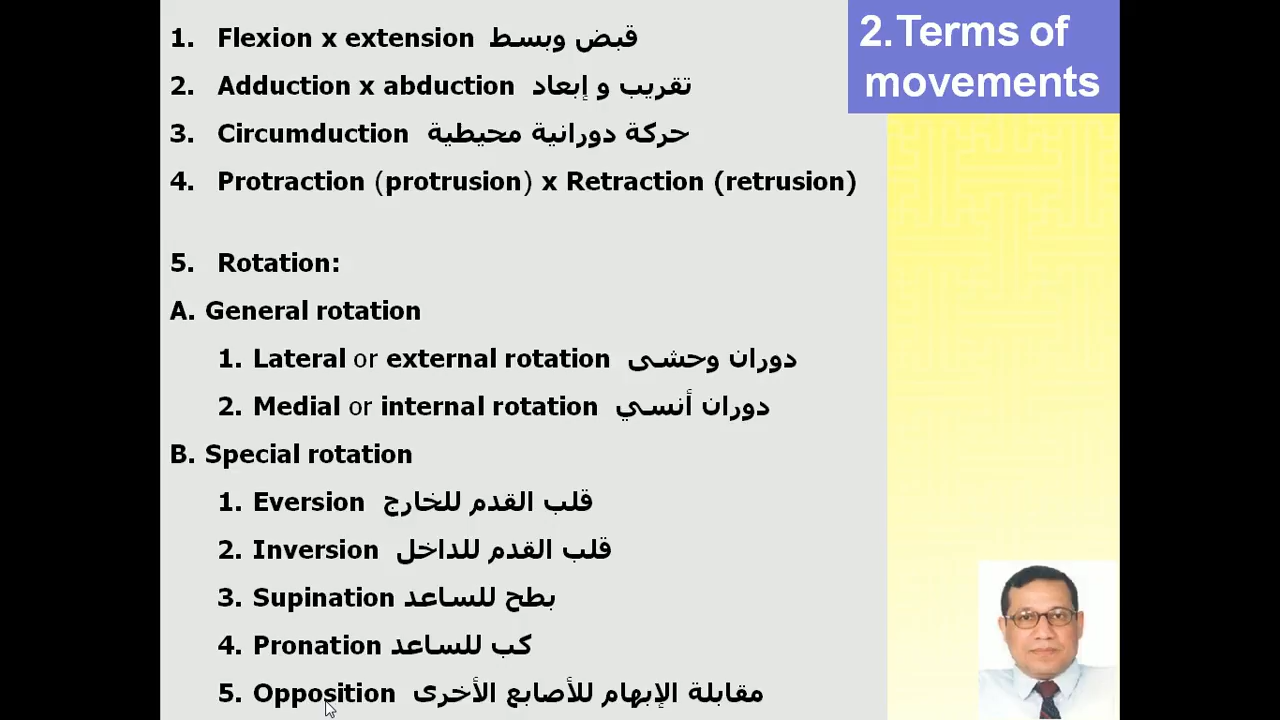 2. Terms of
movements
1. Flexion x extension قبض وبسط
2. Adduction x abduction تقريب و إبعاد
3. Circumduction حركة دورانية محيطية
4. Protraction (protrusion) x Retraction (retrusion)
5. Rotation:
A. General rotation
1. Lateral or external rotation دوران وحشى
2. Medial or internal rotation دوران أنسي
B. Special rotation
1. Eversion قلب القدم للخارج
2. Inversion قلب القدم للداخل
3. Supination بطح للساعد
4. Pronation كب للساعد
5. Opposition مقابلة الإبهام للأصابع الأخرى